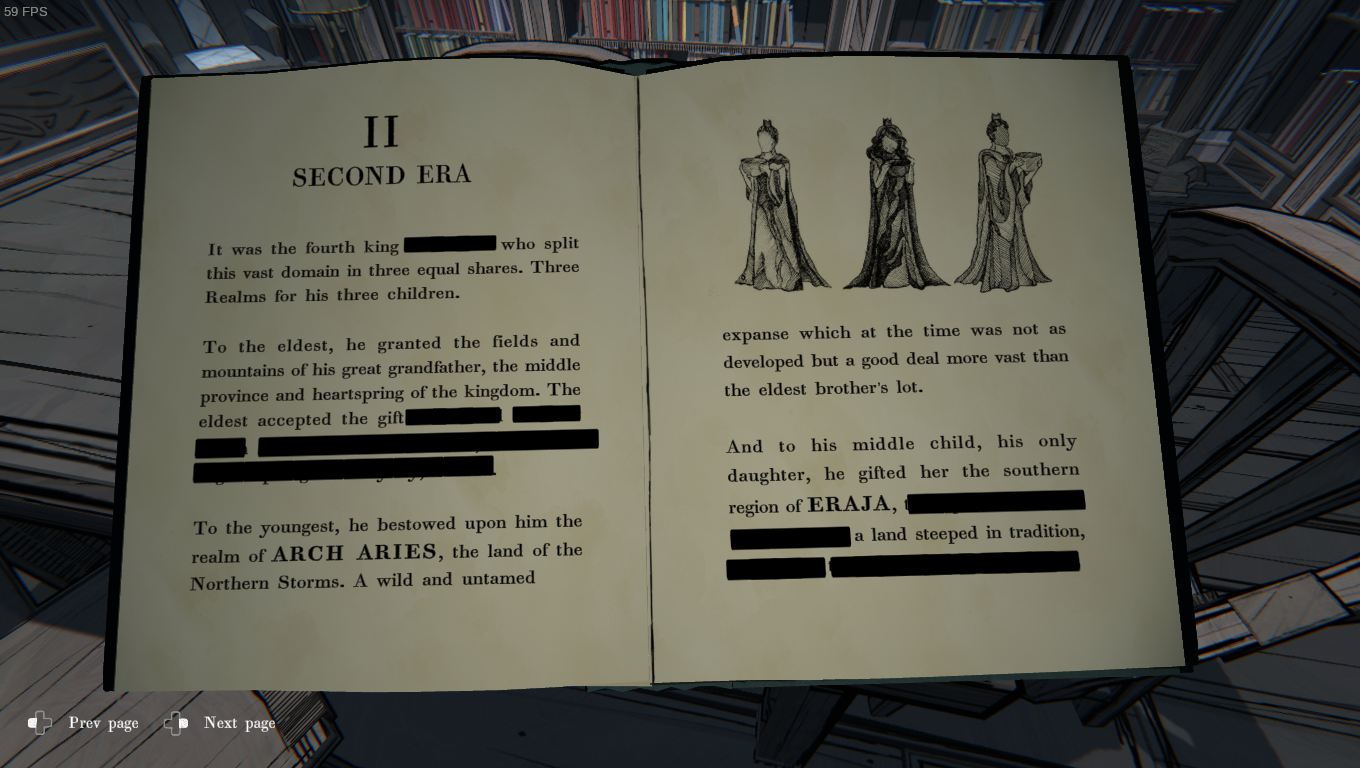 59 FPS
II
SECOND ERA
It was the fourth king who split
this vast domain in three equal shares. Three
Realms for his three children.
To the eldest, he granted the fields and
mountains of his great grandfather, the middle
province and heartspring of the kingdom. The
eldest accepted the gift
To the youngest, he bestowed upon him the
realm of ARCH ARIES, the land of the
Northern Storms. A wild and untamed
expanse which at the time was not as
developed but a good deal more vast than
the eldest brother's lot.
And to his middle child, his only
daughter, he gifted her the southern
region of ERAJA,
a land steeped in tradition,
Prev page Next page